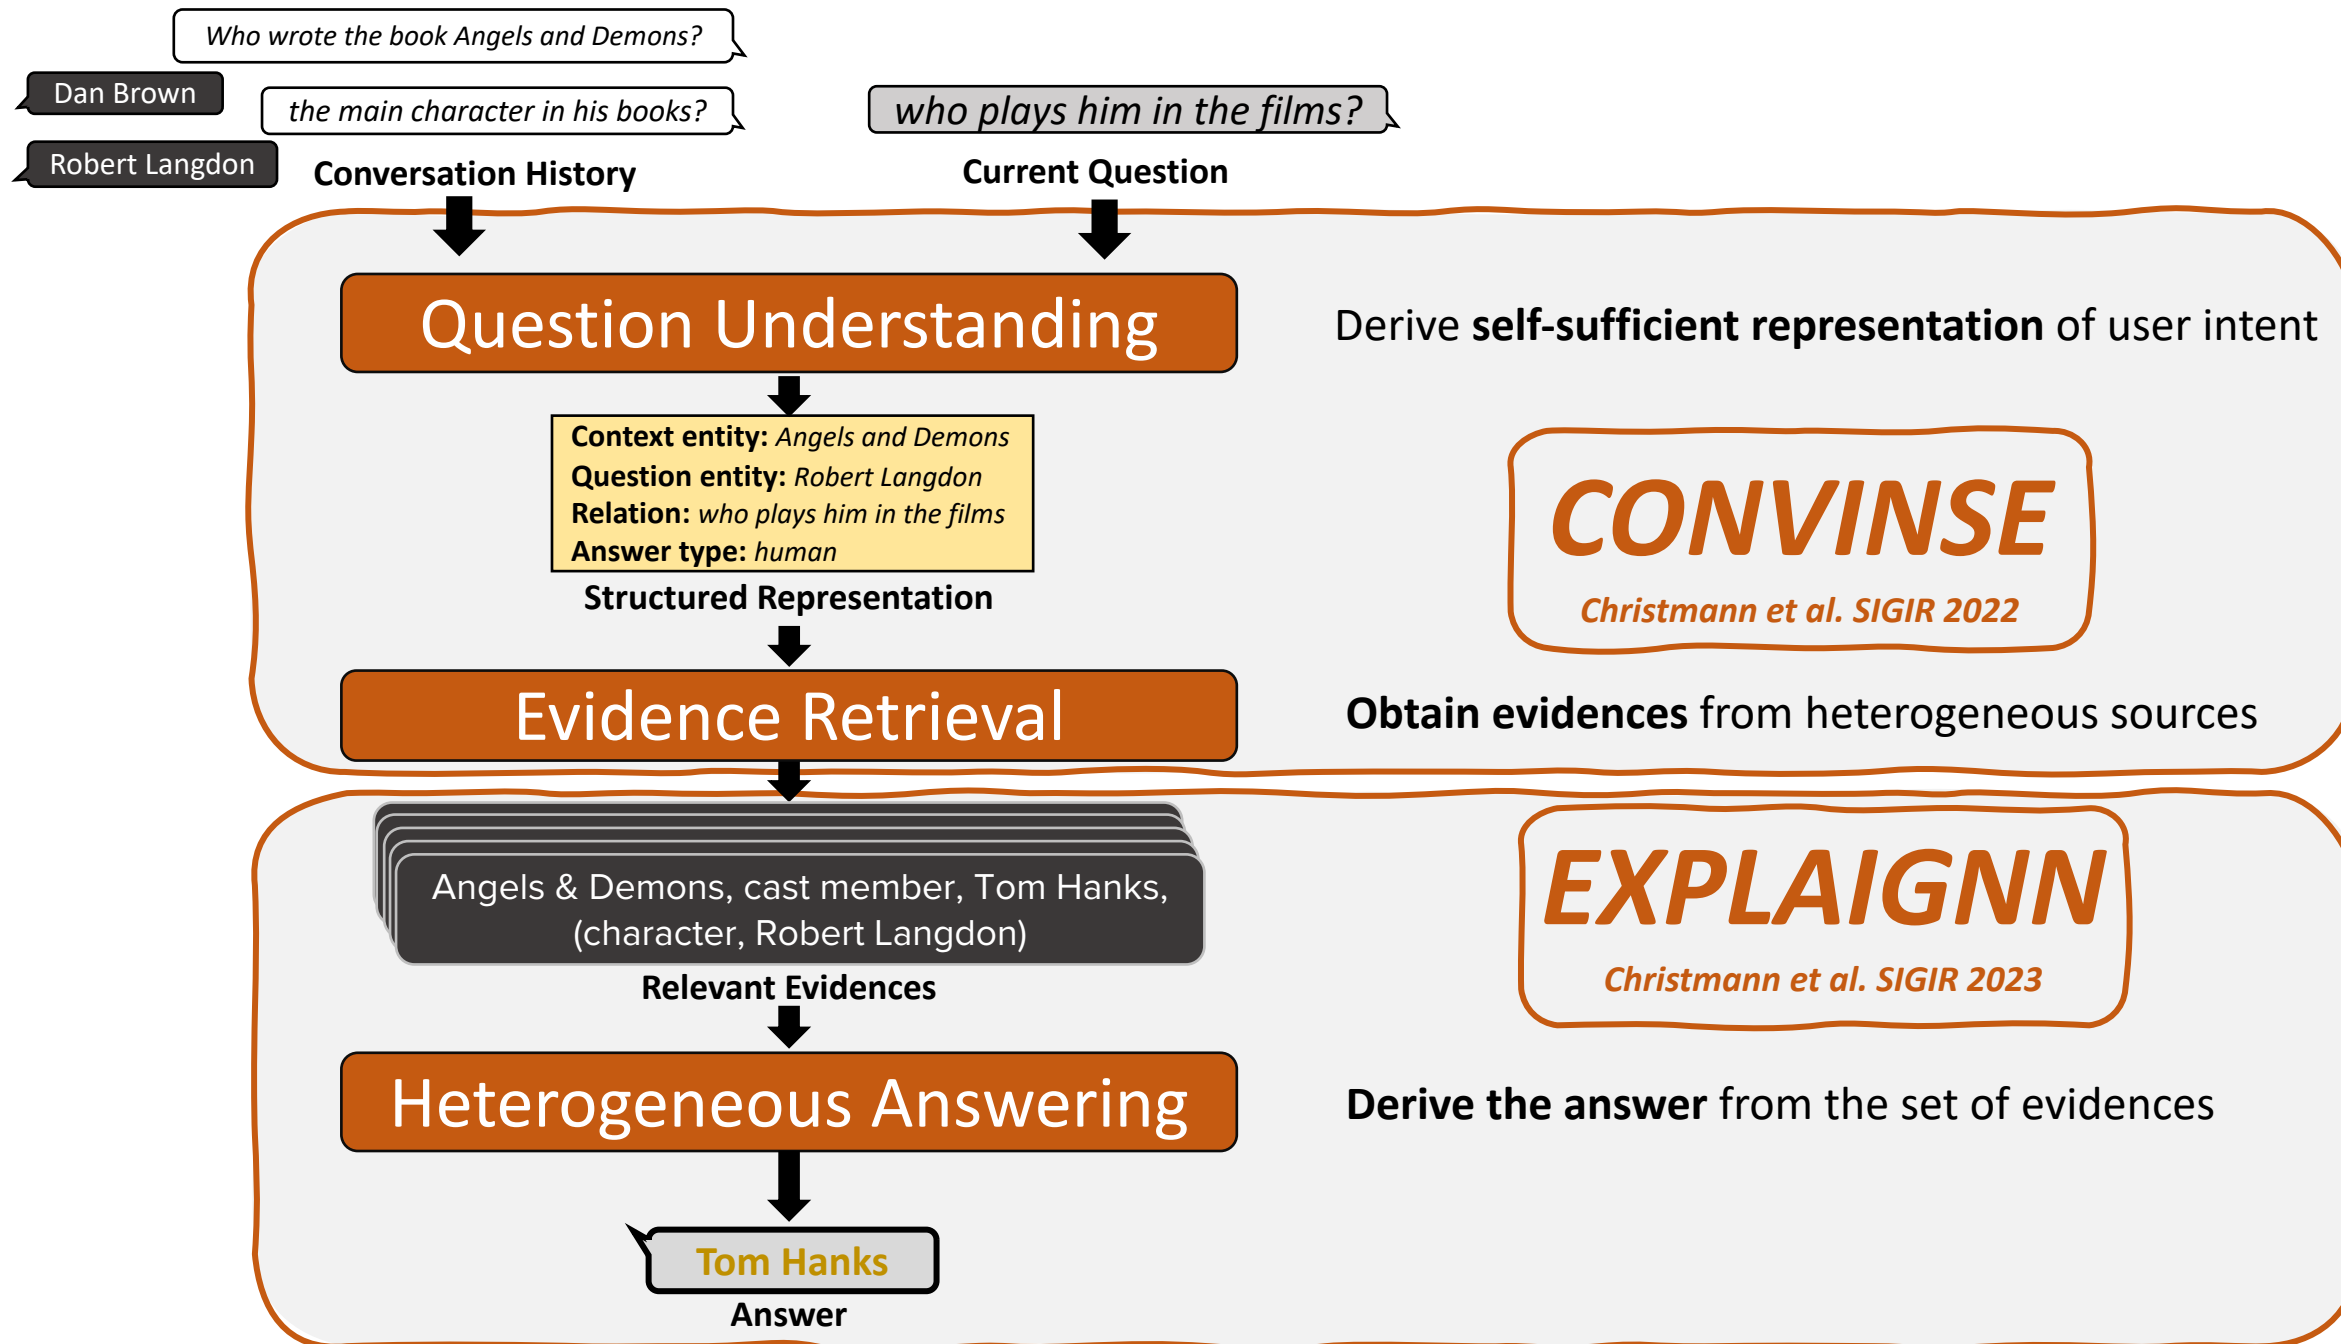 Who wrote the book Angels and Demons?
Dan Brown
the main character in his books?
Robert Langdon
Conversation History
who plays him in the films?
Current Question
Question Understanding
Derive self-sufficient representation of user intent
Context entity: Angels and Demons
Question entity: Robert Langdon
Relation: who plays him in the films
Answer type: human
Structured Representation
CONVINSE
Christmann et al. SIGIR 2022
Evidence Retrieval
Obtain evidences from heterogeneous sources
Angels & Demons, cast member, Tom Hanks,
(character, Robert Langdon)
Relevant Evidences
EXPLAIGNN
Christmann et al. SIGIR 2023
Heterogeneous Answering
Derive the answer from the set of evidences
Tom Hanks
Answer